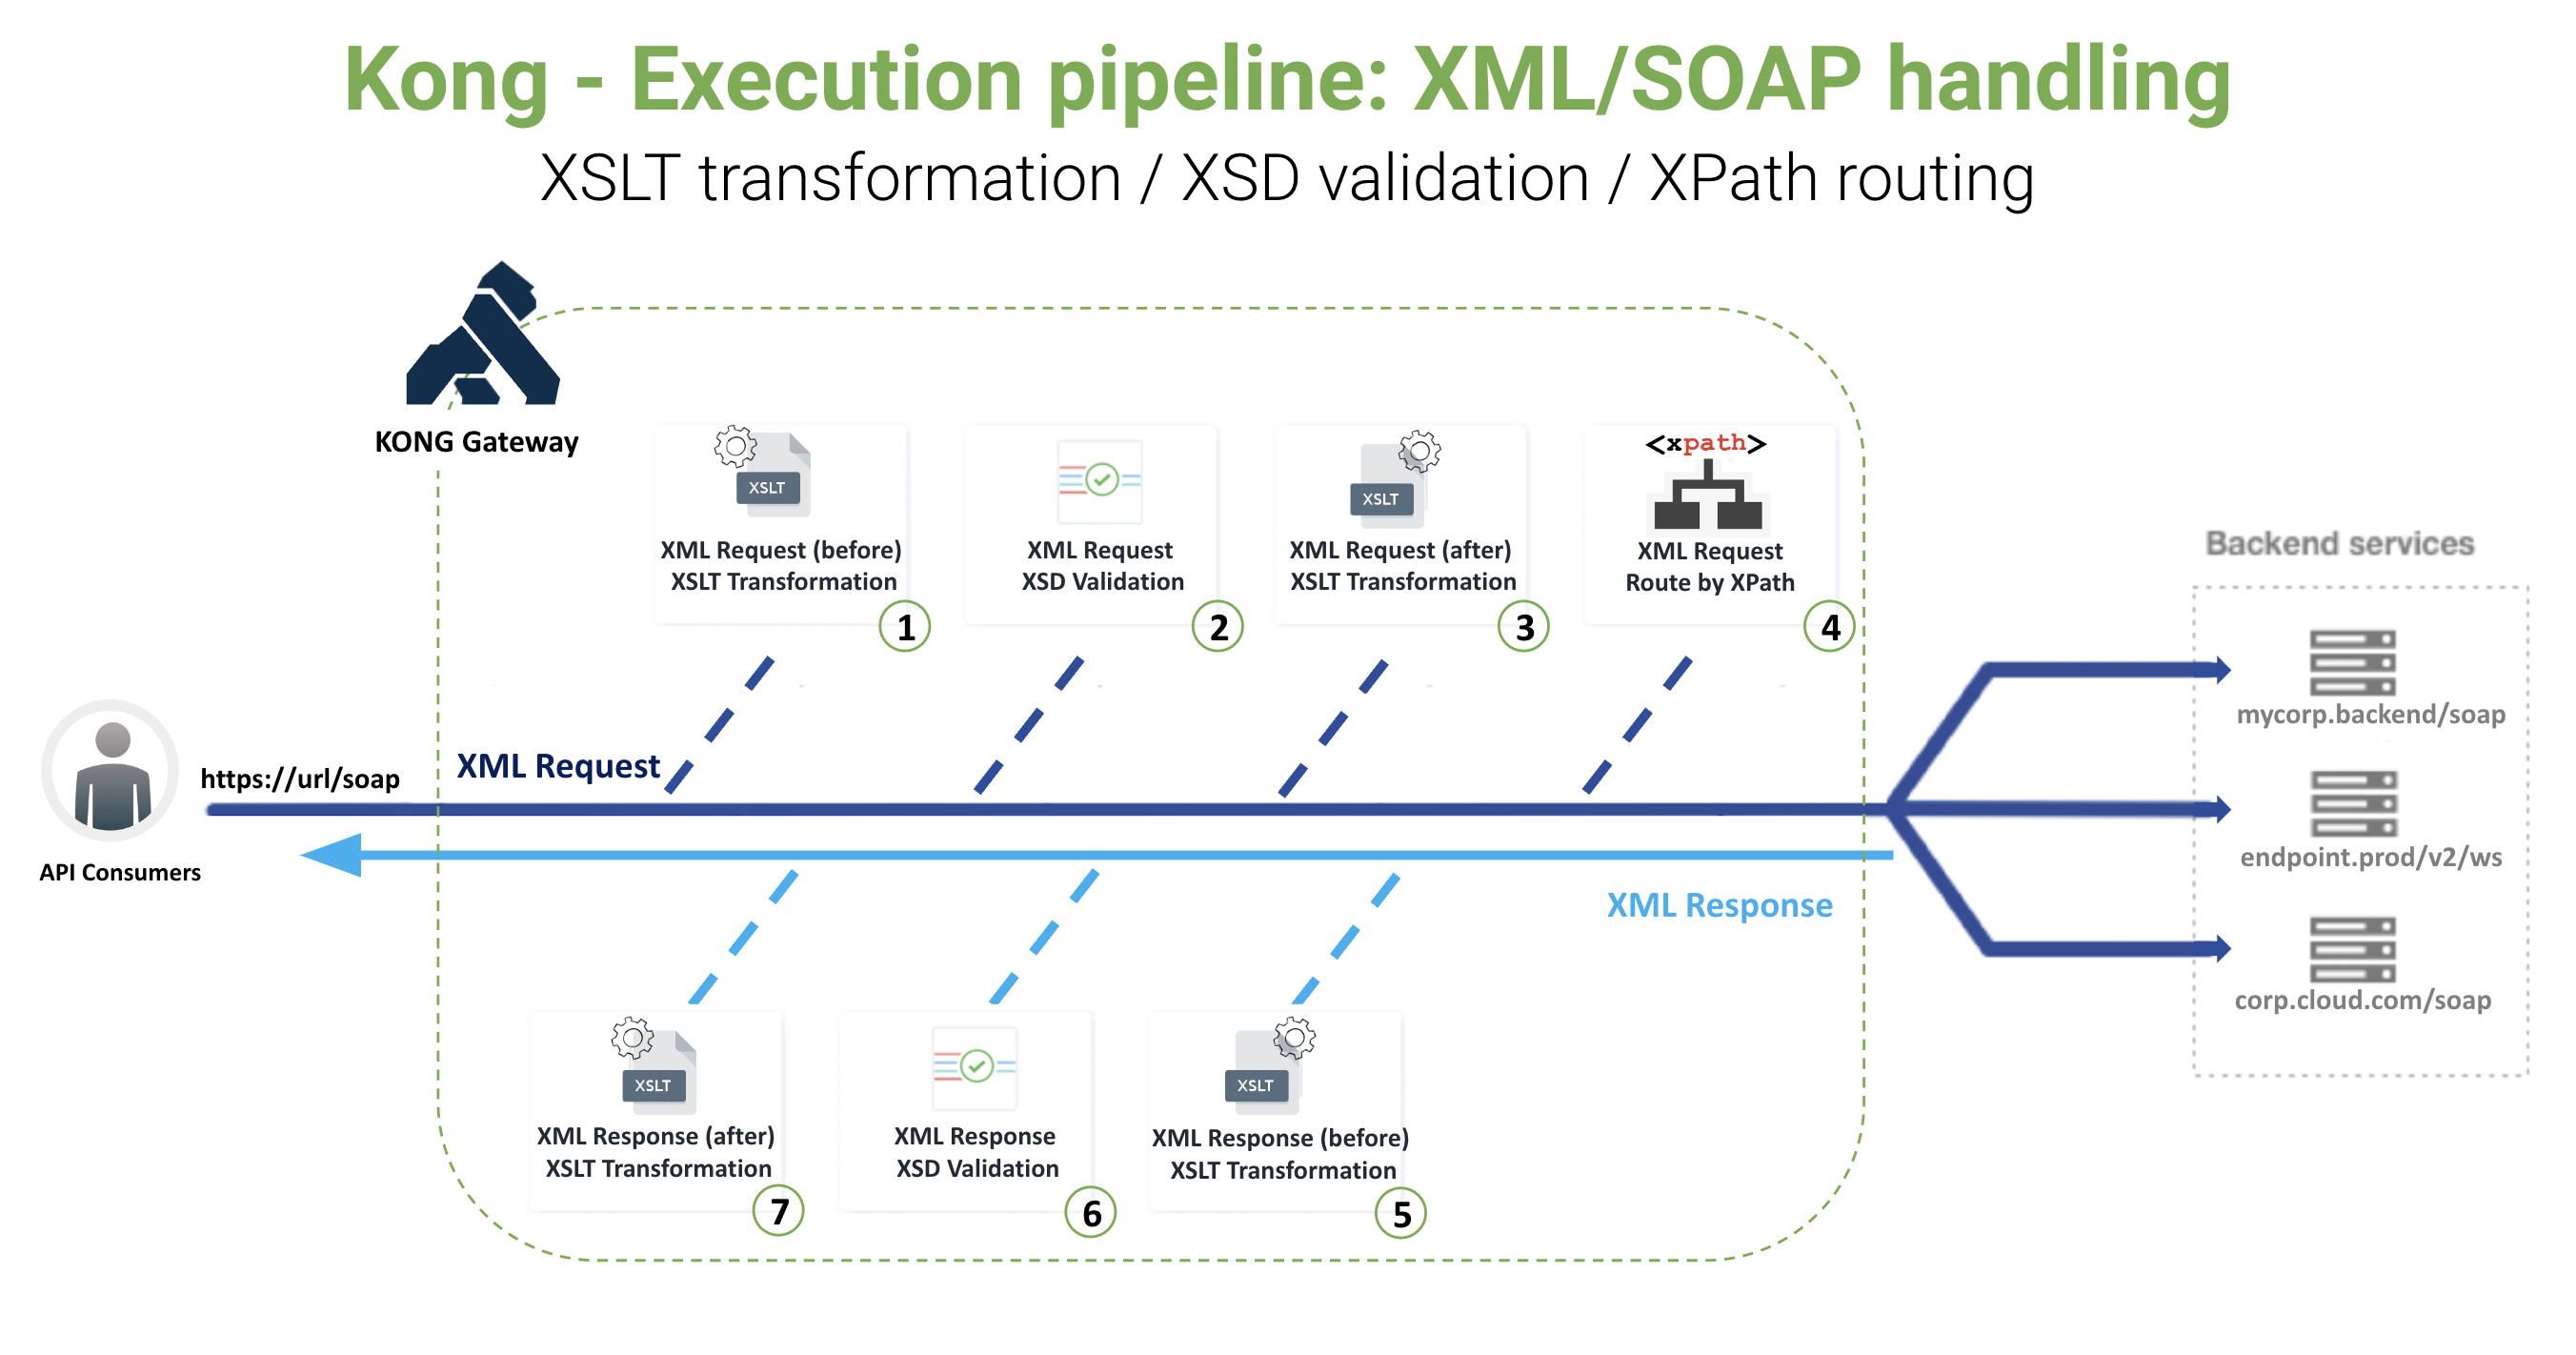 Kong - Execution pipeline: XML/SOAP handling
XSLT transformation / XSD validation / XPath routing
KONG Gateway
XSLT
XML Request (before)
XSLT Transformation
1
XML Request
XSD Validation
2
XSLT
XML Request (after)
XSLT Transformation
3
<xpath>
XML Request
Route by XPath
4
Backend services
mycorp.backend/soap
endpoint.prod/v2/ws
corp.cloud.com/soap
https://url/soap
XML Request
API Consumers
XML Response
XSLT
XML Response (after)
XSLT Transformation
7
XML Response
XSD Validation
6
XSLT
XML Response (before)
XSLT Transformation
5